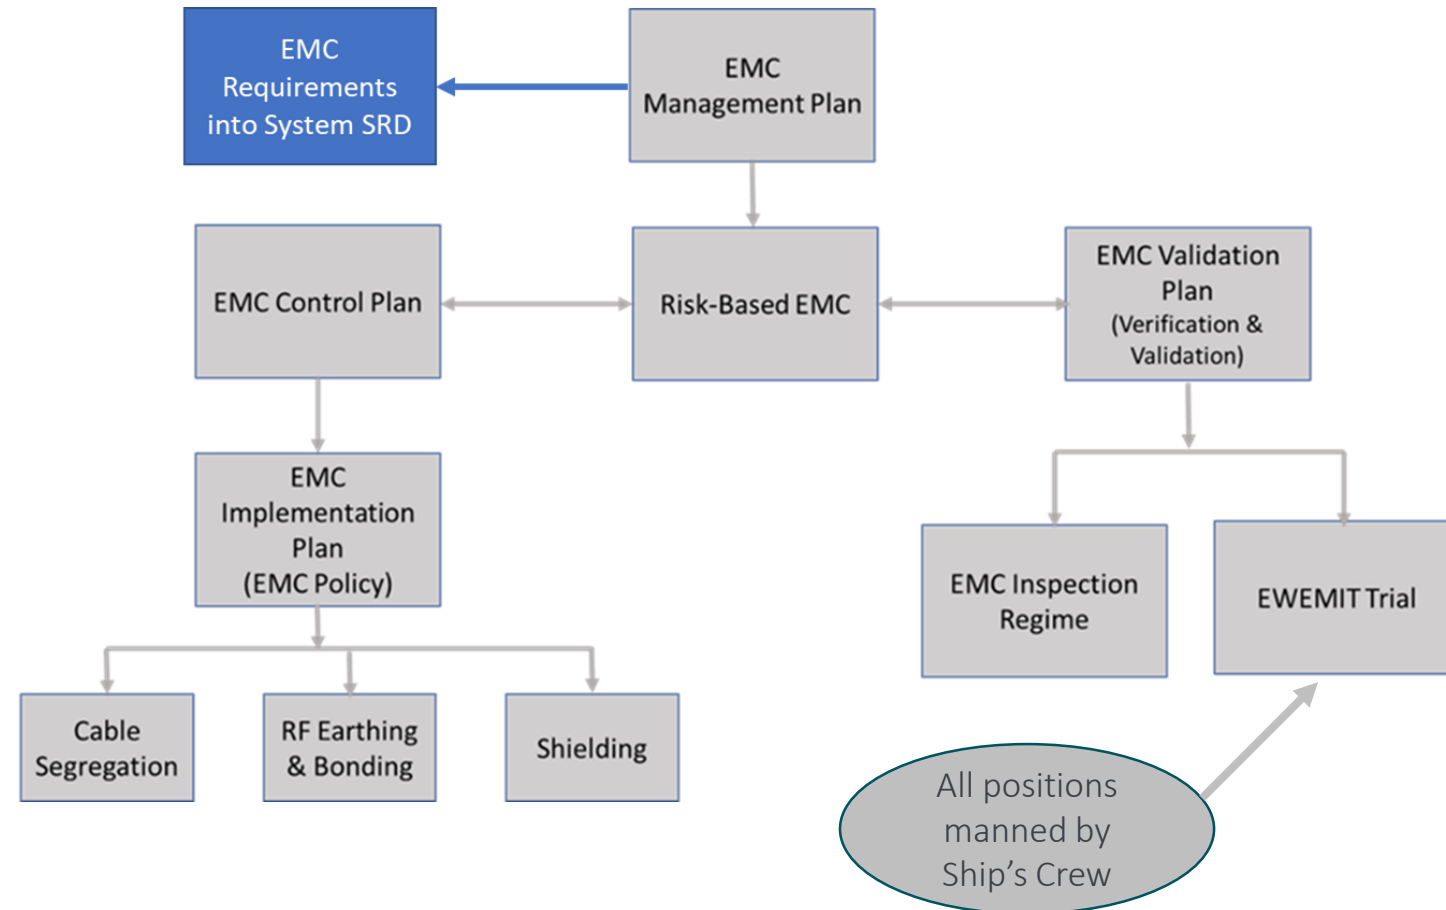 EMC
Requirements
into System SRD
EMC
Management Plan
EMC Control Plan
Risk-Based EMC
EMC Validation
Plan
(Verification &
Validation)
EMC
Implementation
Plan
(EMC Policy)
EMC Inspection
Regime
EWEMIT Trial
Cable
Segregation
RF Earthing
& Bonding
Shielding
All positions
manned by
Ship's Crew